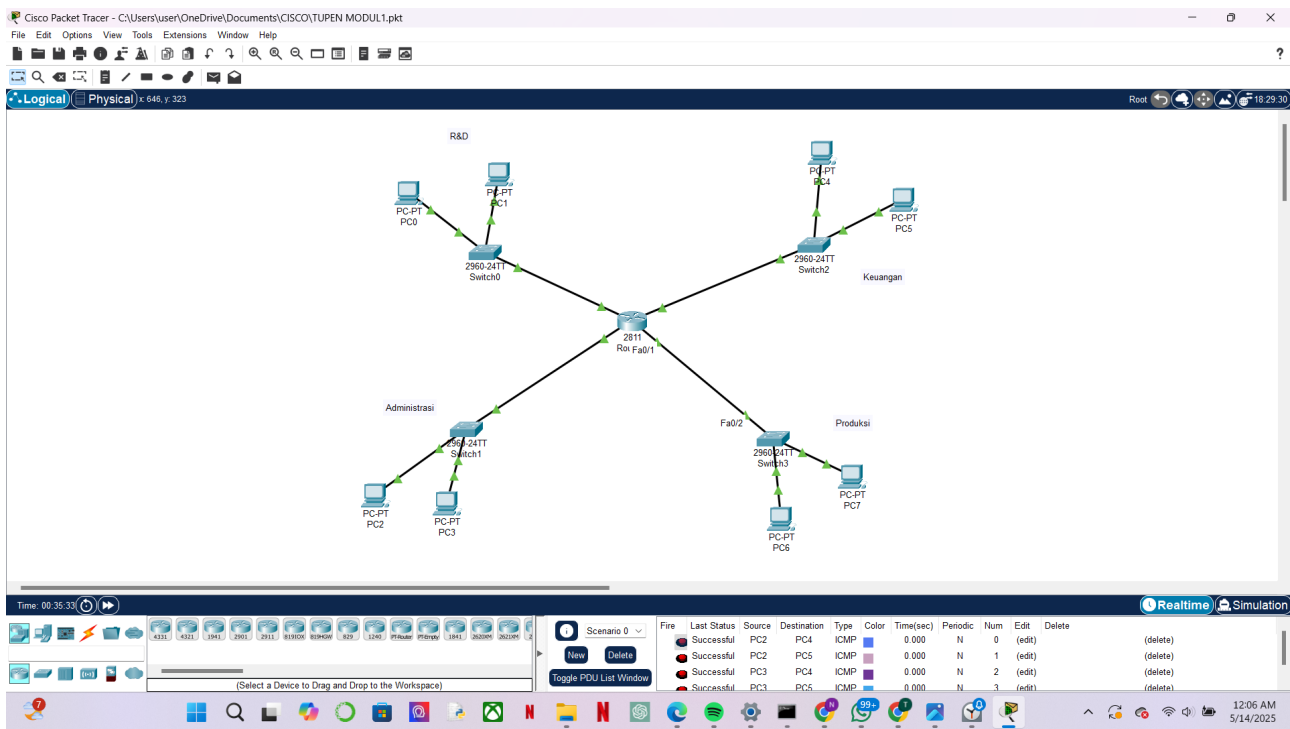 Cisco Packet Tracer - C:\Users\user\OneDrive\Documents\CISCO\TUPEN MODUL1.pkt
File Edit Options View Tools Extensions Window Help
?
Logical Physical x: 646, y: 323 Root 18:29:30
R&D
PC-PT
PC1
PC-PT
PC0
2960-24TT
Switch0
PC-PT
PC4
PC-PT
PC5
2960-24TT
Switch2
Keuangan
2811
Fa0/1
Administrasi
2960-24TT
Switch1
PC-PT
PC2
PC-PT
PC3
Fa0/2
Produksi
2960-24TT
Switch3
PC-PT
PC7
PC-PT
PC6
Time: 00:35:33 Realtime Simulation
4331 4321 1941 2901 2911 819IOX 819HGW 829 1240 PT-Router PT-Empty 1841 2620XM 2621XM
(Select a Device to Drag and Drop to the Workspace)
Scenario 0
New Delete
Toggle PDU List Window
Fire Last Status Source Destination Type Color Time(sec) Periodic Num Edit Delete
Successful PC2 PC4 ICMP 0.000 N 0 (edit) (delete)
Successful PC2 PC5 ICMP 0.000 N 1 (edit) (delete)
Successful PC3 PC4 ICMP 0.000 N 2 (edit) (delete)
Successful PC3 PC5 ICMP 0.000 N 3 (edit) (delete)
7
99+
12:06 AM
5/14/2025